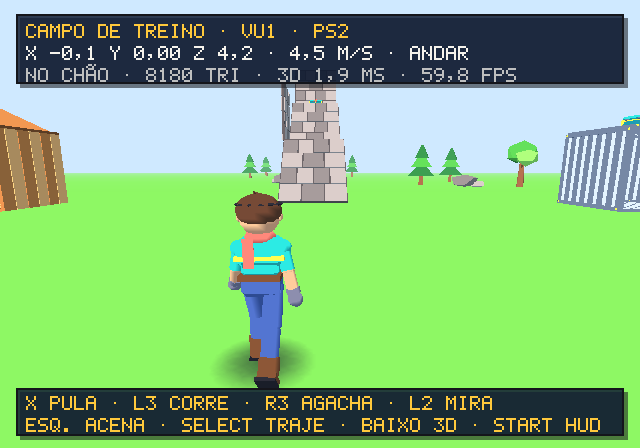 CAMPO DE TREINO · VU1 · PS2
X -0,1 Y 0,00 Z 4,2 · 4,5 M/S · ANDAR
NO CHÃO · 8180 TRI · 3D 1,9 MS · 59,8 FPS
X PULA · L3 CORRE · R3 AGACHA · L2 MIRA
ESQ. ACENA · SELECT TRAJE · BAIXO 3D · START HUD